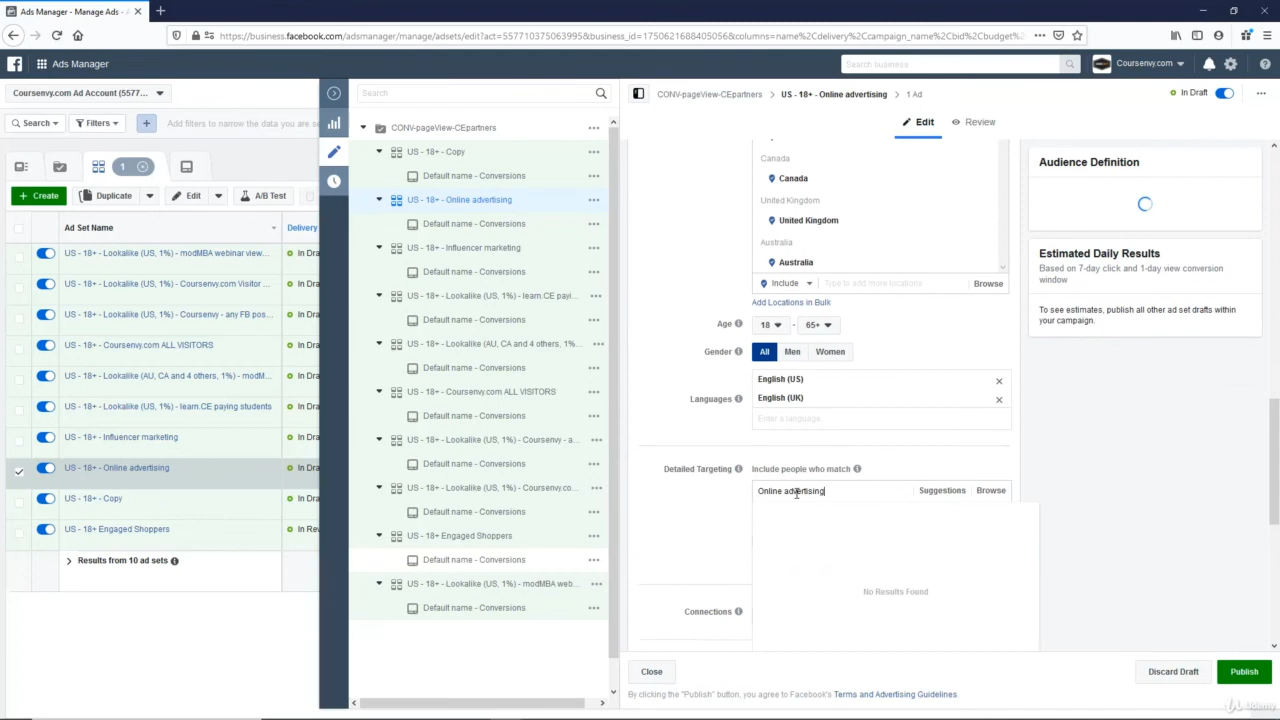 Ads Manager - Manage Ads - A
https://business.facebook.com/adsmanager/manage/adsets/edit?act=557710375063995&business_id=1750621688405056&columns=name%2Cdelivery%2Ccampaign_name%2Cbid%2Cbudget%2C
Ads Manager
Search business
Coursenvy.com
Coursenvy.com Ad Account (5577...
Search
CONV-pageView-CEpartners
US - 18+ - Online advertising
1 Ad
In Draft
Search
Filters
Add filters to narrow the data you are s
Edit
Review
1
Create
Duplicate
Edit
A/B Test
Ad Set Name
Delivery
US - 18+ - Lookalike (US, 1%) - modMBA webinar view...
In Dra
US - 18+ - Lookalike (US, 1%) - Coursenvy.com Visitor ...
In Dra
US - 18+ - Lookalike (US, 1%) - Coursenvy - any FB pos...
In Dra
US - 18+ - Coursenvy.com ALL VISITORS
In Dra
US - 18+ - Lookalike (AU, CA and 4 others, 1%) - modM...
In Dra
US - 18+ - Lookalike (US, 1%) - learn.CE paying students
In Dra
US - 18+ - Influencer marketing
In Dra
US - 18+ - Online advertising
In Dra
US - 18+ - Copy
In Dra
US - 18+ Engaged Shoppers
In Rev
Results from 10 ad sets
CONV-pageView-CEpartners
US - 18+ - Copy
Default name - Conversions
US - 18+ - Online advertising
Default name - Conversions
US - 18+ - Influencer marketing
Default name - Conversions
US - 18+ - Lookalike (US, 1%) - learn.CE payi...
Default name - Conversions
US - 18+ - Lookalike (AU, CA and 4 others, 1%...
Default name - Conversions
US - 18+ - Coursenvy.com ALL VISITORS
Default name - Conversions
US - 18+ - Lookalike (US, 1%) - Coursenvy - a...
Default name - Conversions
US - 18+ - Lookalike (US, 1%) - Coursenvy.co...
Default name - Conversions
US - 18+ Engaged Shoppers
Default name - Conversions
US - 18+ - Lookalike (US, 1%) - modMBA web...
Default name - Conversions
Canada
Canada
United Kingdom
United Kingdom
Australia
Australia
Include
Type to add more locations
Browse
Add Locations in Bulk
Age
18
-
65+
Gender
All
Men
Women
Languages
English (US)
English (UK)
Enter a language...
Detailed Targeting
Include people who match
Online advertising
Suggestions
Browse
No Results Found
Connections
Audience Definition
Estimated Daily Results
Based on 7-day click and 1-day view conversion
window
To see estimates, publish all other ad set drafts within
your campaign.
Close
Discard Draft
Publish
By clicking the "Publish" button, you agree to Facebook's Terms and Advertising Guidelines.
Udemy